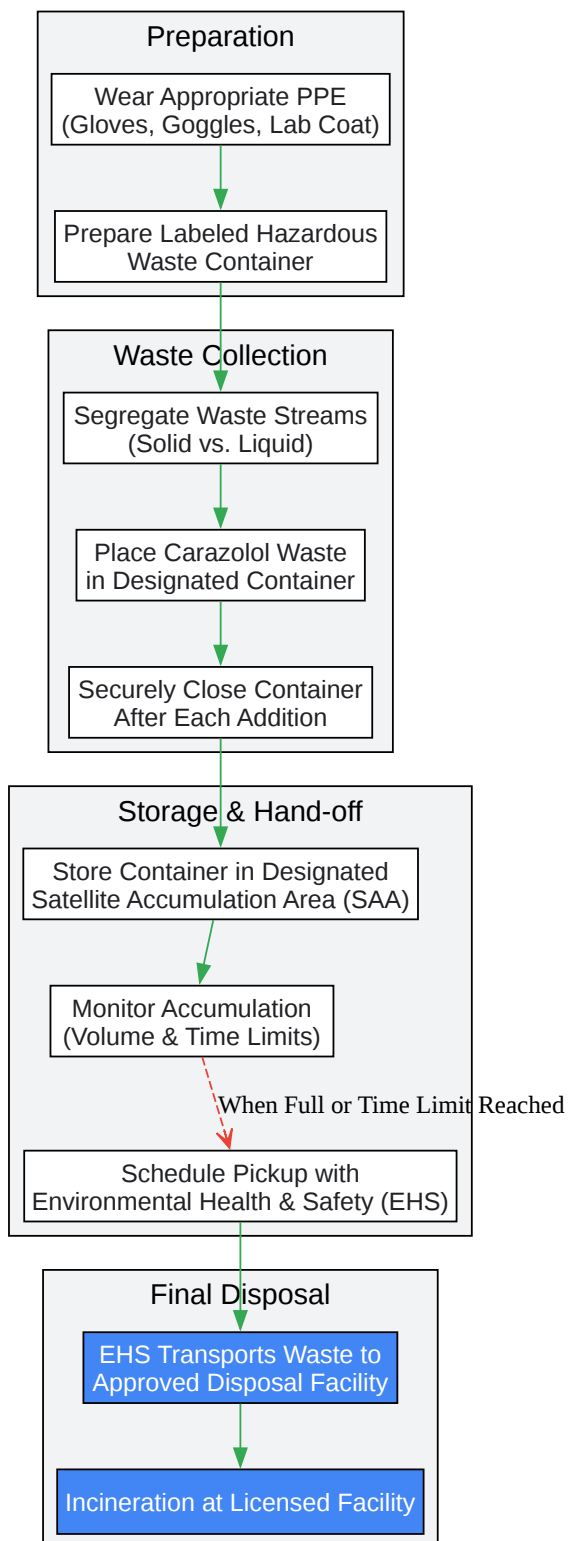 Preparation
Wear Appropriate PPE
(Gloves, Goggles, Lab Coat)
Prepare Labeled Hazardous
Waste Container
Waste Collection
Segregate Waste Streams
(Solid vs. Liquid)
Place Carazolol Waste
in Designated Container
Securely Close Container
After Each Addition
Storage & Hand-off
Store Container in Designated
Satellite Accumulation Area (SAA)
Monitor Accumulation
(Volume & Time Limits)
When Full or Time Limit Reached
Schedule Pickup with
Environmental Health & Safety (EHS)
Final Disposal
EHS Transports Waste to
Approved Disposal Facility
Incineration at Licensed Facility